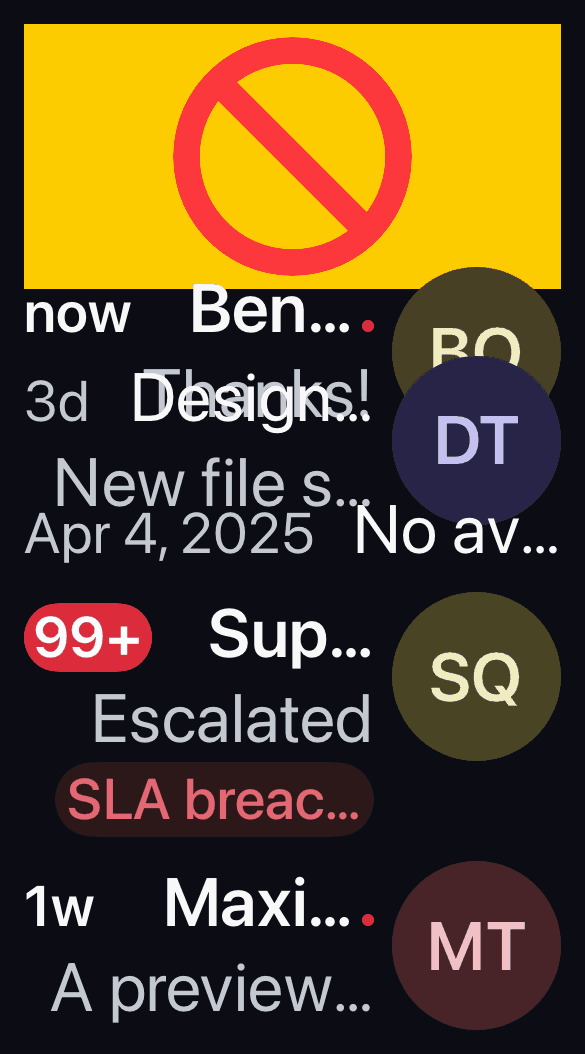 now Ben...
BO
Thanks!
3d Design...
DT
New file s...
Apr 4, 2025 No av...
99+ Sup...
SQ
Escalated
SLA breac...
1w Maxi...
MT
A preview...